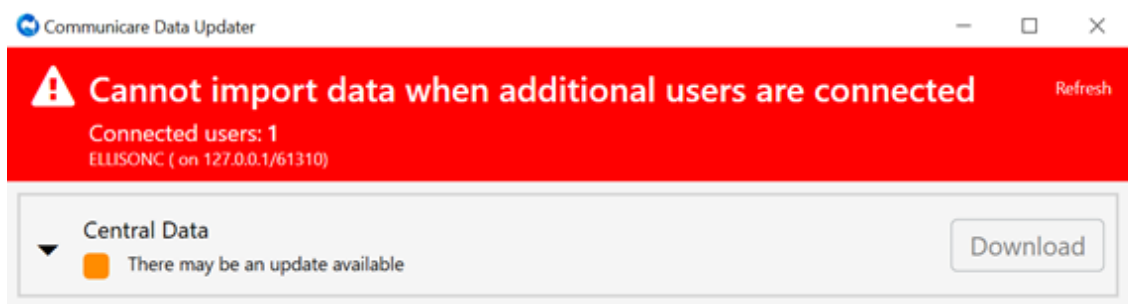 Communicare Data Updater
Cannot import data when additional users are connected
Refresh
Connected users: 1
ELLISONC ( on 127.0.0.1/61310)
Central Data
There may be an update available
Download